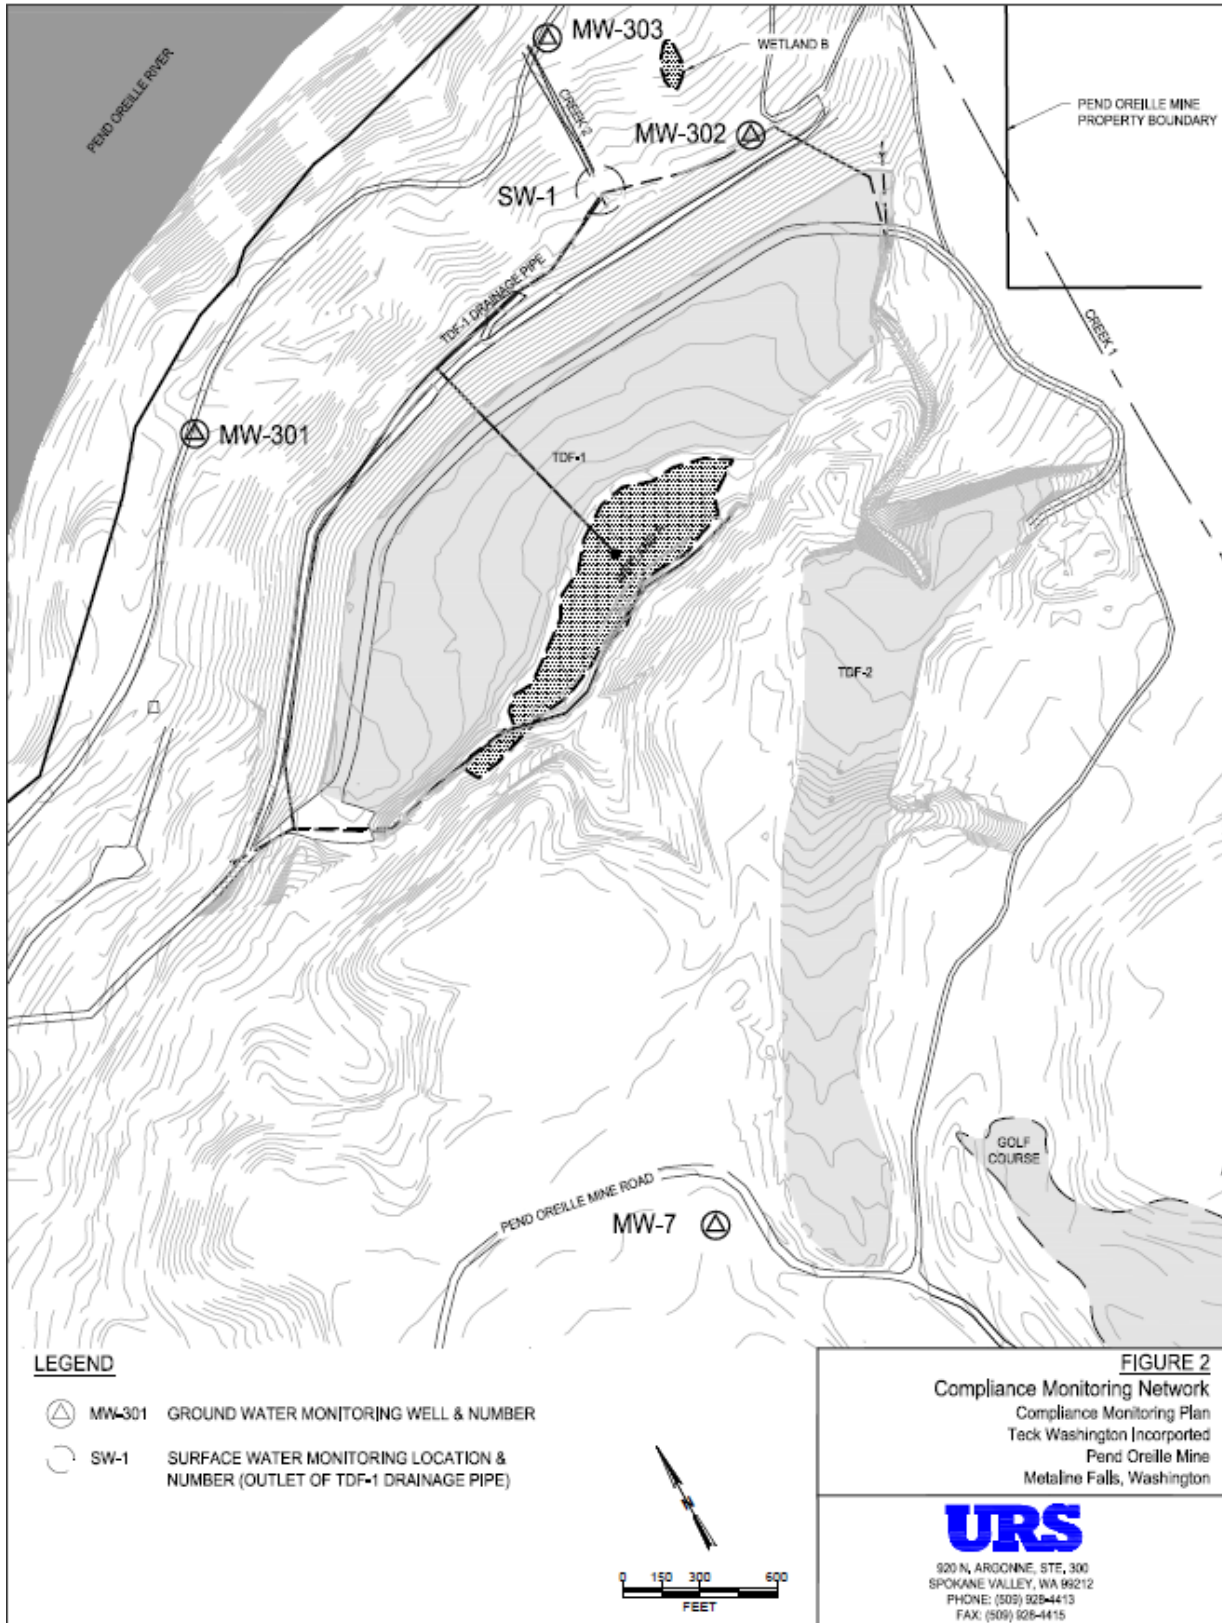 MW-303
WETLAND B
PEND OREILLE RIVER
CREEK 2
PEND OREILLE MINE
PROPERTY BOUNDARY
MW-302
SW-1
TDF-1 DRAINAGE PIPE
CREEK 1
MW-301
TDF-1
TDF-2
GOLF
COURSE
PEND OREILLE MINE ROAD
MW-7
LEGEND
MW-301 GROUND WATER MONITORING WELL & NUMBER
SW-1 SURFACE WATER MONITORING LOCATION &
NUMBER (OUTLET OF TDF-1 DRAINAGE PIPE)
N
0 150 300 600
FEET
FIGURE 2
Compliance Monitoring Network
Compliance Monitoring Plan
Teck Washington Incorported
Pend Oreille Mine
Metaline Falls, Washington
URS
920 N. ARGONNE, STE. 300
SPOKANE VALLEY, WA 99212
PHONE: (509) 928-4413
FAX: (509) 928-4415